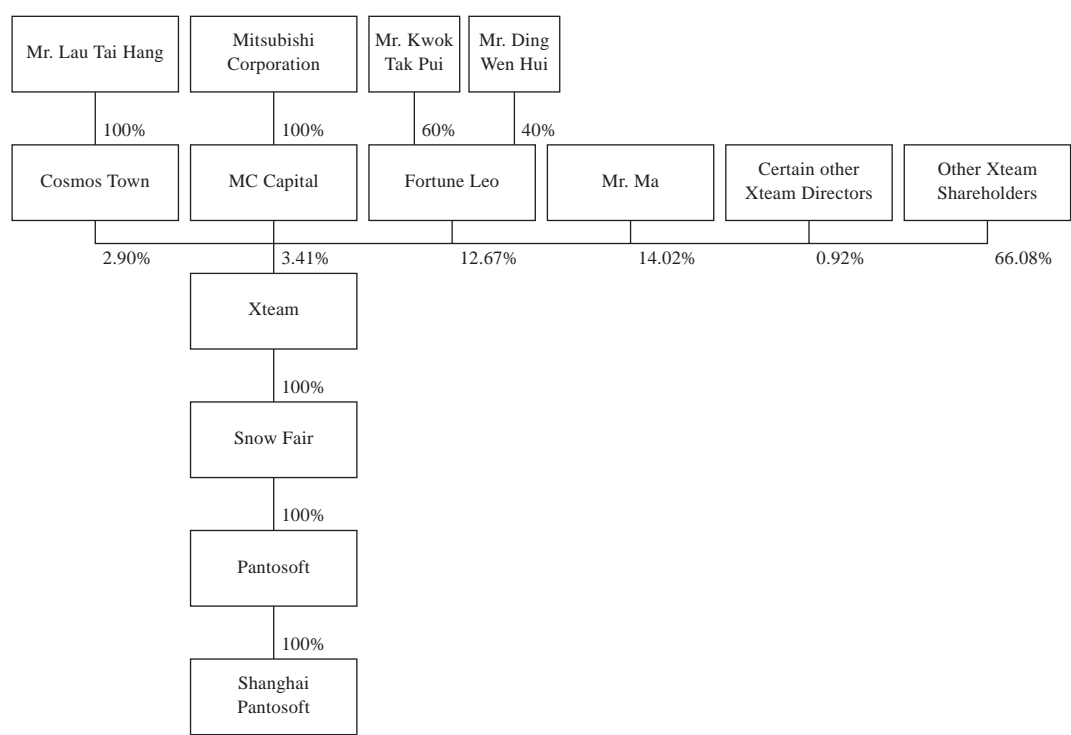 Mr. Lau Tai Hang
Mitsubishi
Corporation
Mr. Kwok
Tak Pui
Mr. Ding
Wen Hui
100%
100%
60%
40%
Cosmos Town
MC Capital
Fortune Leo
Mr. Ma
Certain other
Xteam Directors
Other Xteam
Shareholders
2.90%
3.41%
12.67%
14.02%
0.92%
66.08%
Xteam
100%
Snow Fair
100%
Pantosoft
100%
Shanghai
Pantosoft